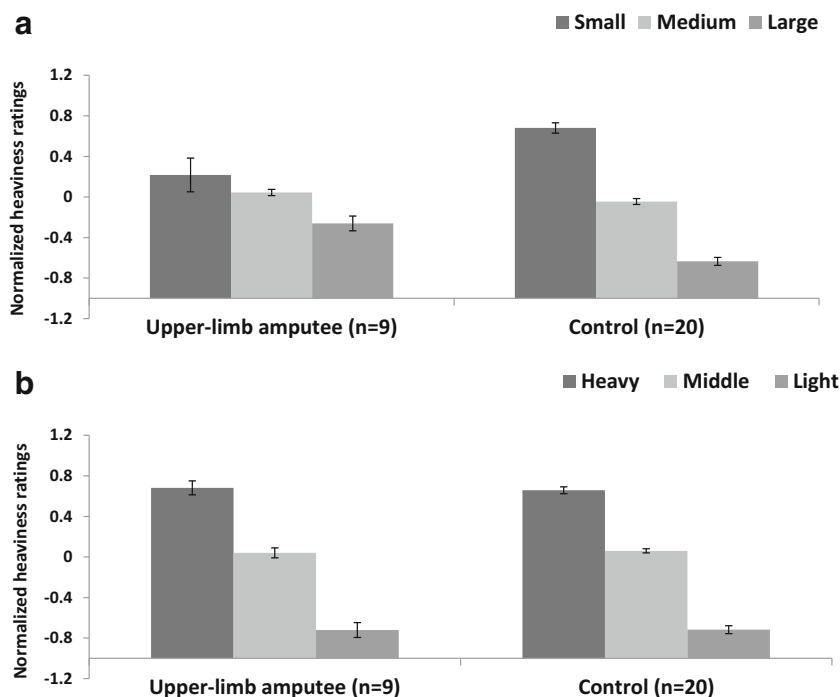 a
Small Medium Large
Normalized heaviness ratings
1.2
0.8
0.4
0
-0.4
-0.8
-1.2
Upper-limb amputee (n=9) Control (n=20)
b
Heavy Middle Light
Normalized heaviness ratings
1.2
0.8
0.4
0
-0.4
-0.8
-1.2
Upper-limb amputee (n=9) Control (n=20)